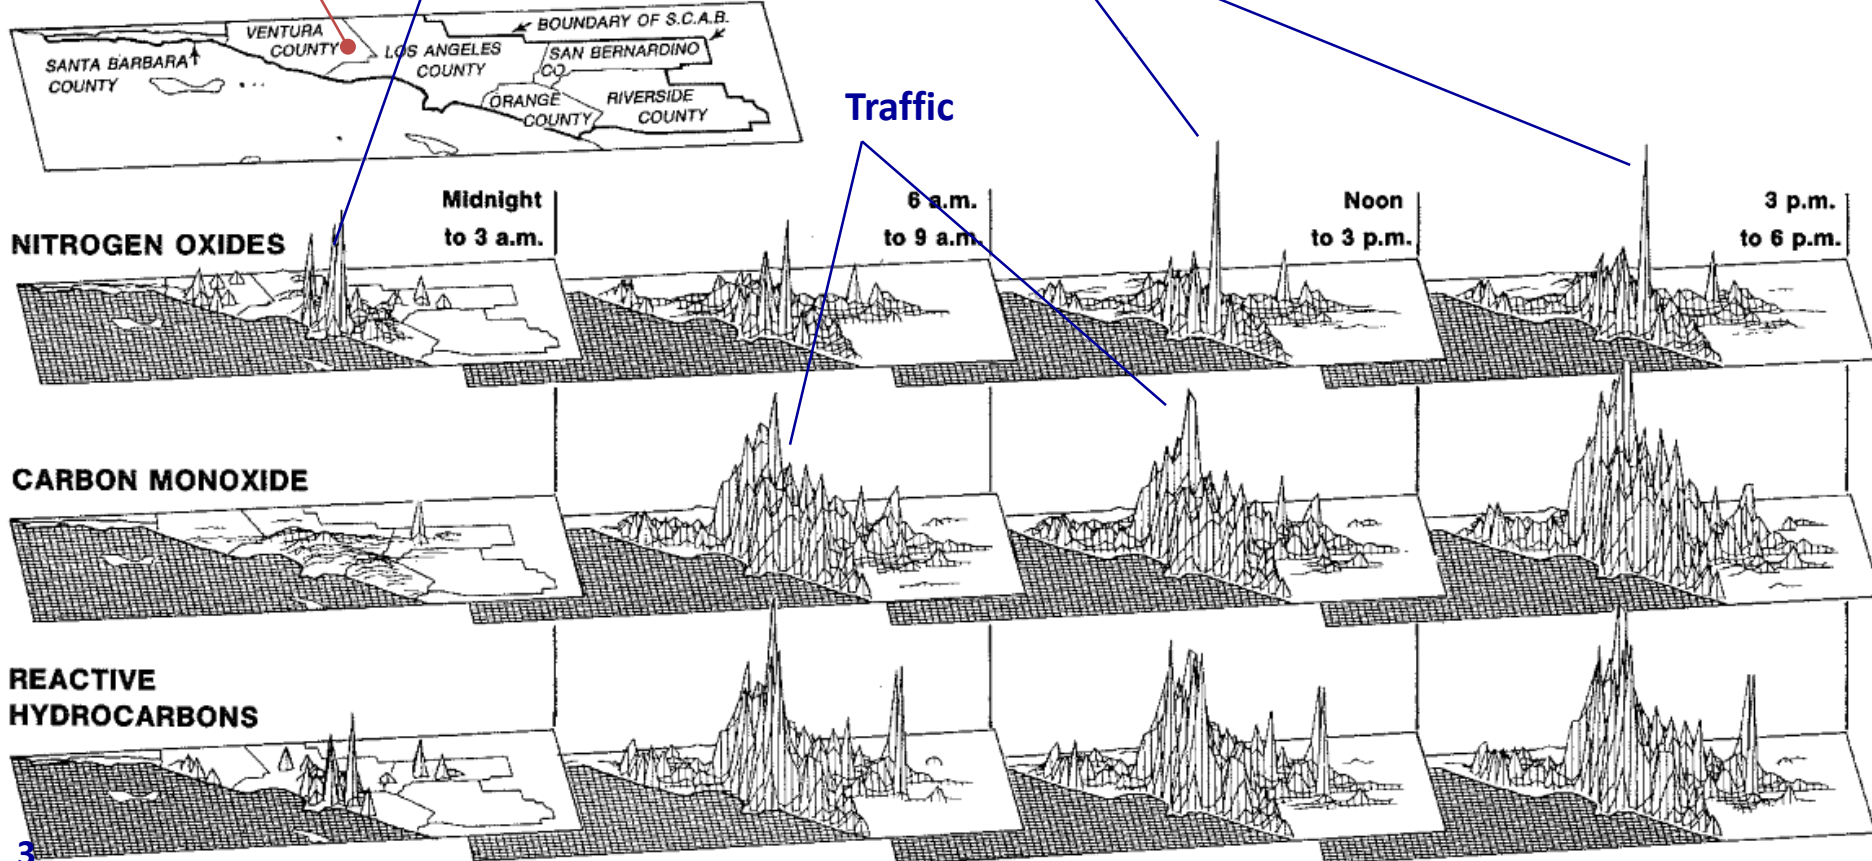 BOUNDARY OF S.C.A.B.
VENTURA
COUNTY
LOS ANGELES
COUNTY
SAN BERNARDINO
CO
SANTA BARBARA
COUNTY
ORANGE
COUNTY
RIVERSIDE
COUNTY
Traffic
Midnight
to 3 a.m.
6 a.m.
to 9 a.m.
Noon
to 3 p.m.
3 p.m.
to 6 p.m.
NITROGEN OXIDES
CARBON MONOXIDE
REACTIVE
HYDROCARBONS
3